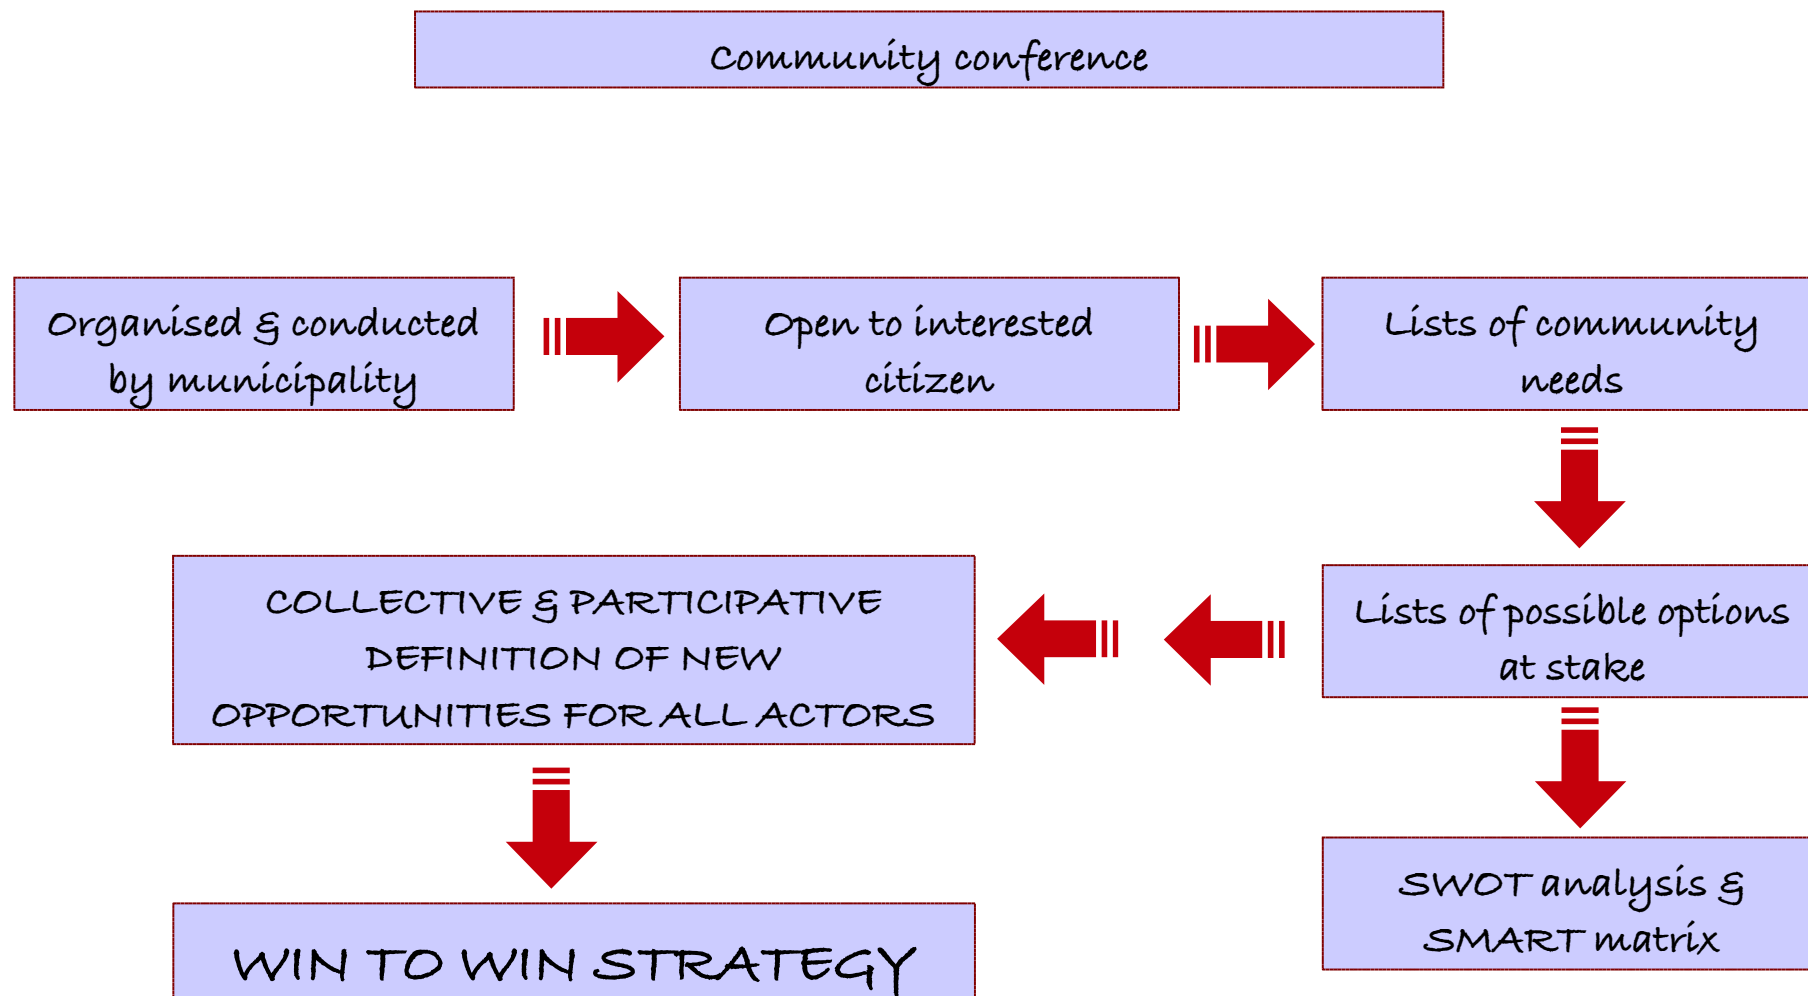 Community conference
Organised & conducted
by municipality
Open to interested
citizen
Lists of community
needs
COLLECTIVE & PARTICIPATIVE
DEFINITION OF NEW
OPPORTUNITIES FOR ALL ACTORS
Lists of possible options
at stake
SWOT analysis &
SMART matrix
WIN TO WIN STRATEGY